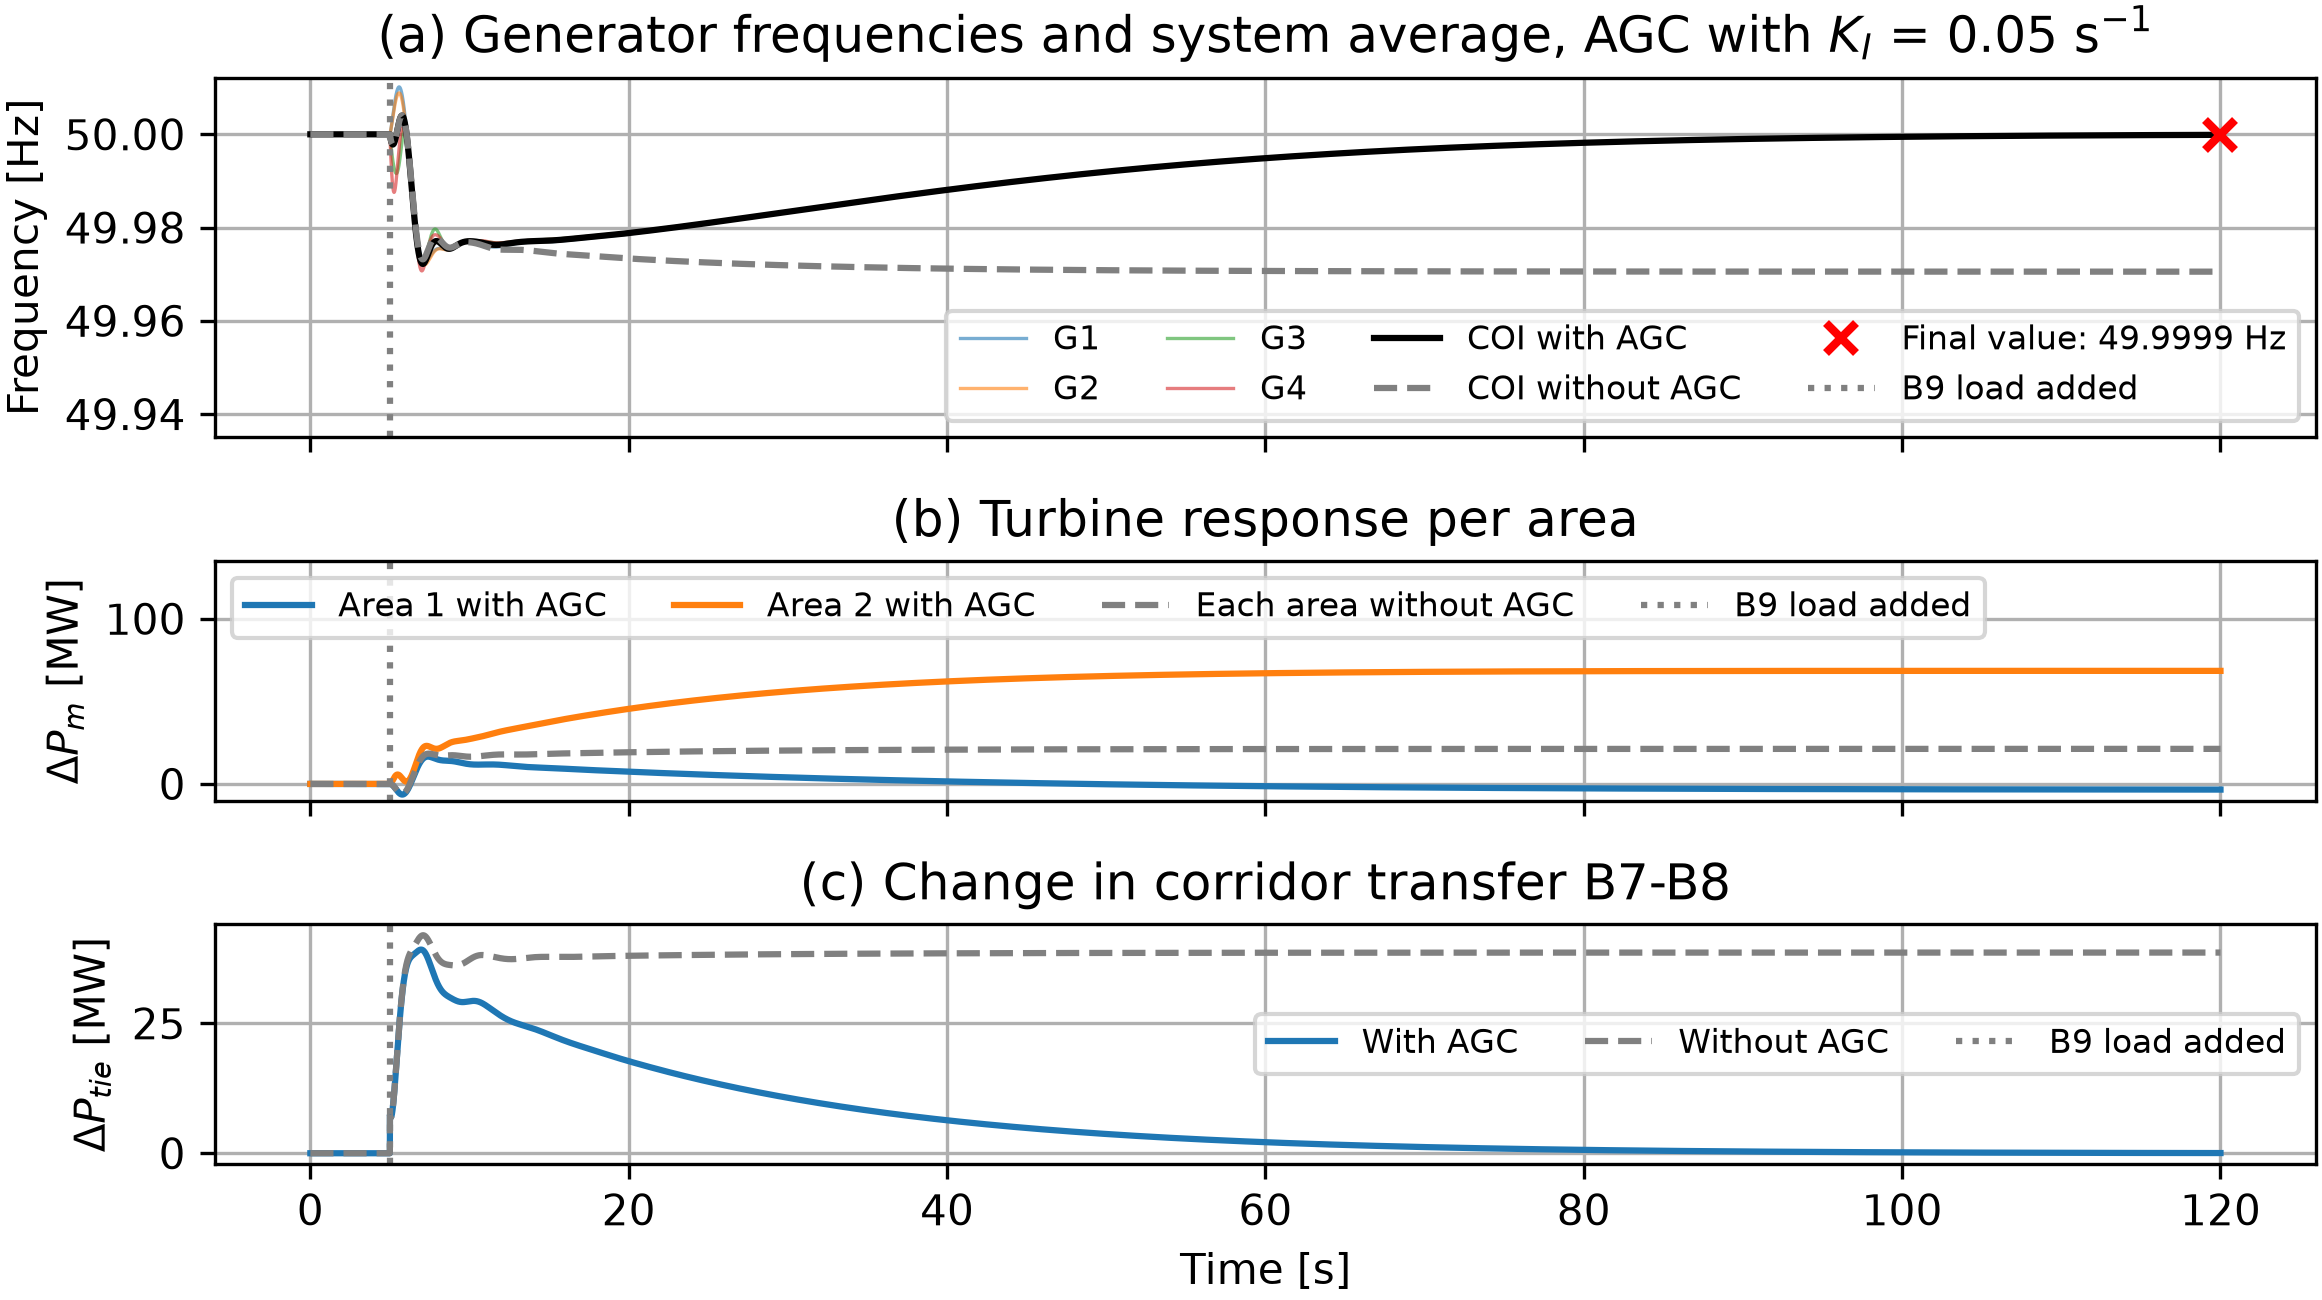 (a) Generator frequencies and system average, AGC with K_I = 0.05 s⁻¹
Frequency [Hz]
50.00
49.98
49.96
49.94
G1
G3
COI with AGC
Final value: 49.9999 Hz
G2
G4
COI without AGC
B9 load added
(b) Turbine response per area
ΔP_m [MW]
100
0
Area 1 with AGC
Area 2 with AGC
Each area without AGC
B9 load added
(c) Change in corridor transfer B7-B8
ΔP_tie [MW]
25
0
With AGC
Without AGC
B9 load added
0 20 40 60 80 100 120
Time [s]